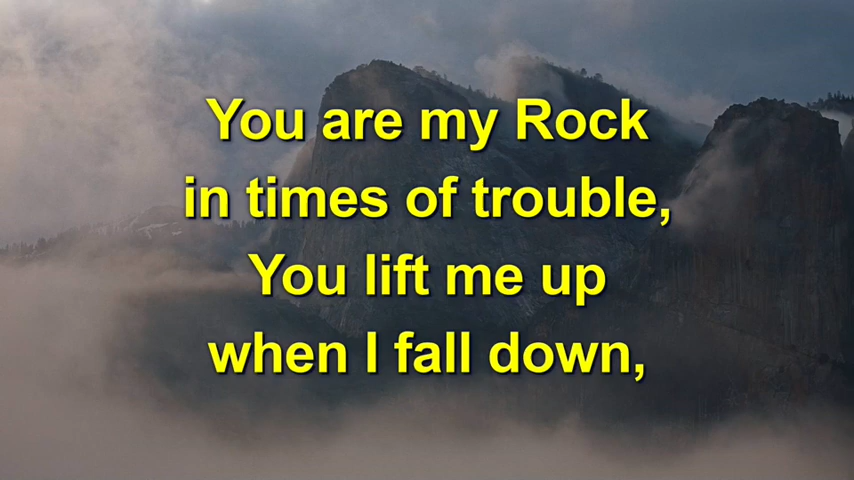 You are my Rock
in times of trouble,
You lift me up
when I fall down,